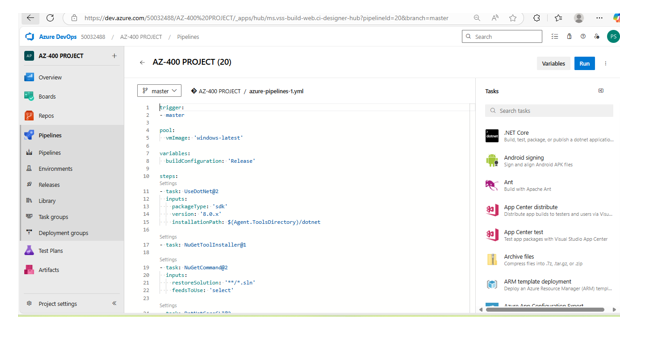 https://dev.azure.com/50032488/AZ-400%20PROJECT/_apps/hub/ms.vss-build-web.ci-designer-hub?pipelineId=20&branch=master
Azure DevOps 50032488 / AZ-400 PROJECT / Pipelines
Search
PS
AP AZ-400 PROJECT +
Overview
Boards
Repos
Pipelines
Pipelines
Environments
Releases
Library
Task groups
Deployment groups
Test Plans
Artifacts
Project settings
← AZ-400 PROJECT (20)
Variables
Run
master
AZ-400 PROJECT / azure-pipelines-1.yml
1 trigger:
2 - master
3
4 pool:
5 vmImage: 'windows-latest'
6
7 variables:
8 buildConfiguration: 'Release'
9
10 steps:
Settings
11 - task: UseDotNet@2
12 inputs:
13 packageType: 'sdk'
14 version: '8.0.x'
15 installationPath: $(Agent.ToolsDirectory)/dotnet
16
Settings
17 - task: NuGetToolInstaller@1
18
Settings
19 - task: NuGetCommand@2
20 inputs:
21 restoreSolution: '**/*.sln'
22 feedsToUse: 'select'
23
Settings
Tasks
Search tasks
.NET Core
Build, test, package, or publish a dotnet applicatio...
Android signing
Sign and align Android APK files
Ant
Build with Apache Ant
App Center distribute
Distribute app builds to testers and users via Visu...
App Center test
Test app packages with Visual Studio App Center
Archive files
Compress files into .7z, .tar.gz, or .zip
ARM template deployment
Deploy an Azure Resource Manager (ARM) temp...
Azure App Configuration Export